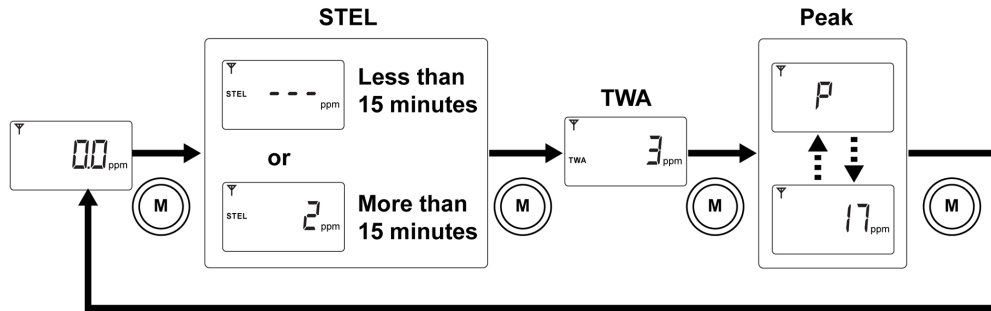 STEL
Peak
STEL - - - ppm
Less than
15 minutes
P
TWA
0.0 ppm
TWA 3 ppm
or
M
M
M
M
STEL 2 ppm
More than
15 minutes
17 ppm